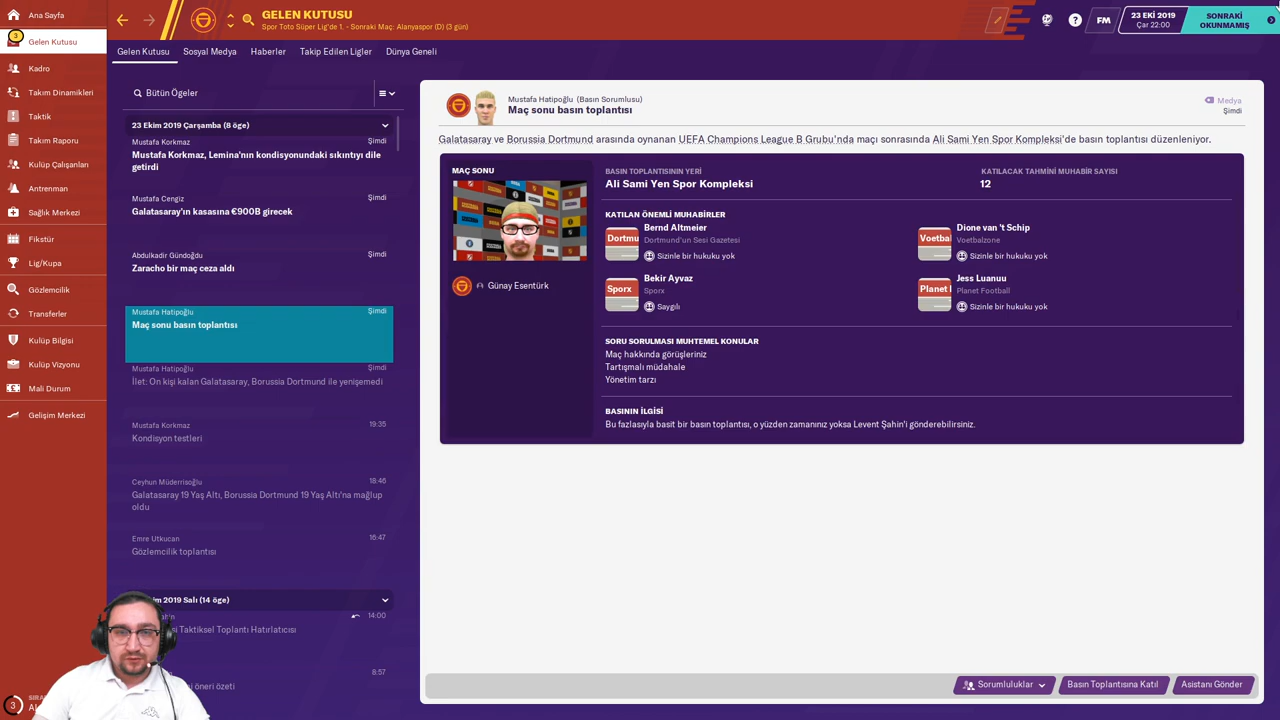 Ana Sayfa
3
Gelen Kutusu
Kadro
Takım Dinamikleri
Taktik
Takım Raporu
Kulüp Çalışanları
Antrenman
Sağlık Merkezi
Fikstür
Lig/Kupa
Gözlemcilik
Transferler
Kulüp Bilgisi
Kulüp Vizyonu
Mali Durum
Gelişim Merkezi
3
GELEN KUTUSU
Spor Toto Süper Lig'de 1. - Sonraki Maç: Alanyaspor (D) (3 gün)
FM
23 EKİ 2019
Çar 22:00
SONRAKİ
OKUNMAMIŞ
Gelen Kutusu
Sosyal Medya
Haberler
Takip Edilen Ligler
Dünya Geneli
Bütün Ögeler
23 Ekim 2019 Çarşamba (8 öge)
Mustafa Korkmaz Şimdi
Mustafa Korkmaz, Lemina'nın kondisyonundaki sıkıntıyı dile
getirdi
Mustafa Cengiz Şimdi
Galatasaray'ın kasasına €900B girecek
Abdulkadir Gündoğdu Şimdi
Zaracho bir maç ceza aldı
Mustafa Hatipoğlu Şimdi
Maç sonu basın toplantısı
Mustafa Hatipoğlu Şimdi
İlet: On kişi kalan Galatasaray, Borussia Dortmund ile yenişemedi
Mustafa Korkmaz 19:35
Kondisyon testleri
Ceyhun Müderrisoğlu 18:46
Galatasaray 19 Yaş Altı, Borussia Dortmund 19 Yaş Altı'na mağlup
oldu
Emre Utkucan 16:47
Gözlemcilik toplantısı
2019 Salı (14 öge)
14:00
Taktiksel Toplantı Hatırlatıcısı
8:57
öneri özeti
Mustafa Hatipoğlu (Basın Sorumlusu)
Maç sonu basın toplantısı
Medya
Şimdi
Galatasaray ve Borussia Dortmund arasında oynanan UEFA Champions League B Grubu'nda maçı sonrasında Ali Sami Yen Spor Kompleksi'de basın toplantısı düzenleniyor.
MAÇ SONU
Günay Esentürk
BASIN TOPLANTISININ YERİ
Ali Sami Yen Spor Kompleksi
KATILACAK TAHMİNİ MUHABİR SAYISI
12
KATILAN ÖNEMLİ MUHABİRLER
Dortmu
Bernd Altmeier
Dortmund'un Sesi Gazetesi
Sizinle bir hukuku yok
Voetbal
Dione van 't Schip
Voetbalzone
Sizinle bir hukuku yok
Sporx
Bekir Ayvaz
Sporx
Saygılı
Planet
Jess Luanuu
Planet Football
Sizinle bir hukuku yok
SORU SORULMASI MUHTEMEL KONULAR
Maç hakkında görüşleriniz
Tartışmalı müdahale
Yönetim tarzı
BASININ İLGİSİ
Bu fazlasıyla basit bir basın toplantısı, o yüzden zamanınız yoksa Levent Şahin'i gönderebilirsiniz.
Sorumluluklar
Basın Toplantısına Katıl
Asistanı Gönder